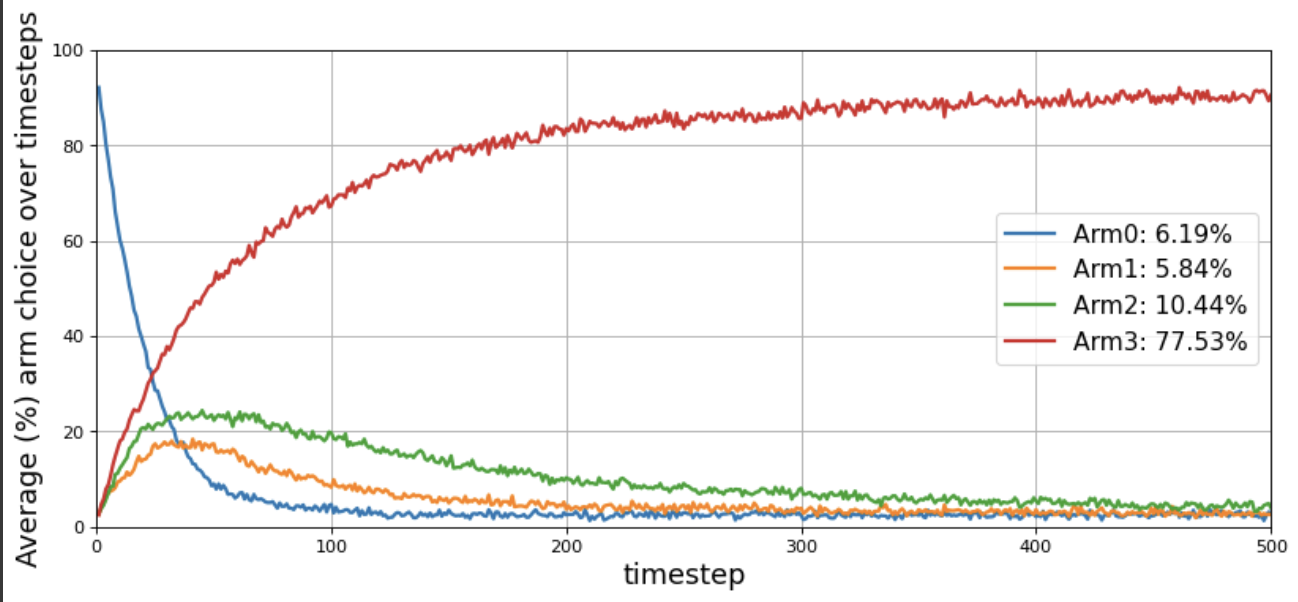 Average (%) arm choice over timesteps
100
80
60
40
20
0
0 100 200 300 400 500
timestep
Arm0: 6.19%
Arm1: 5.84%
Arm2: 10.44%
Arm3: 77.53%